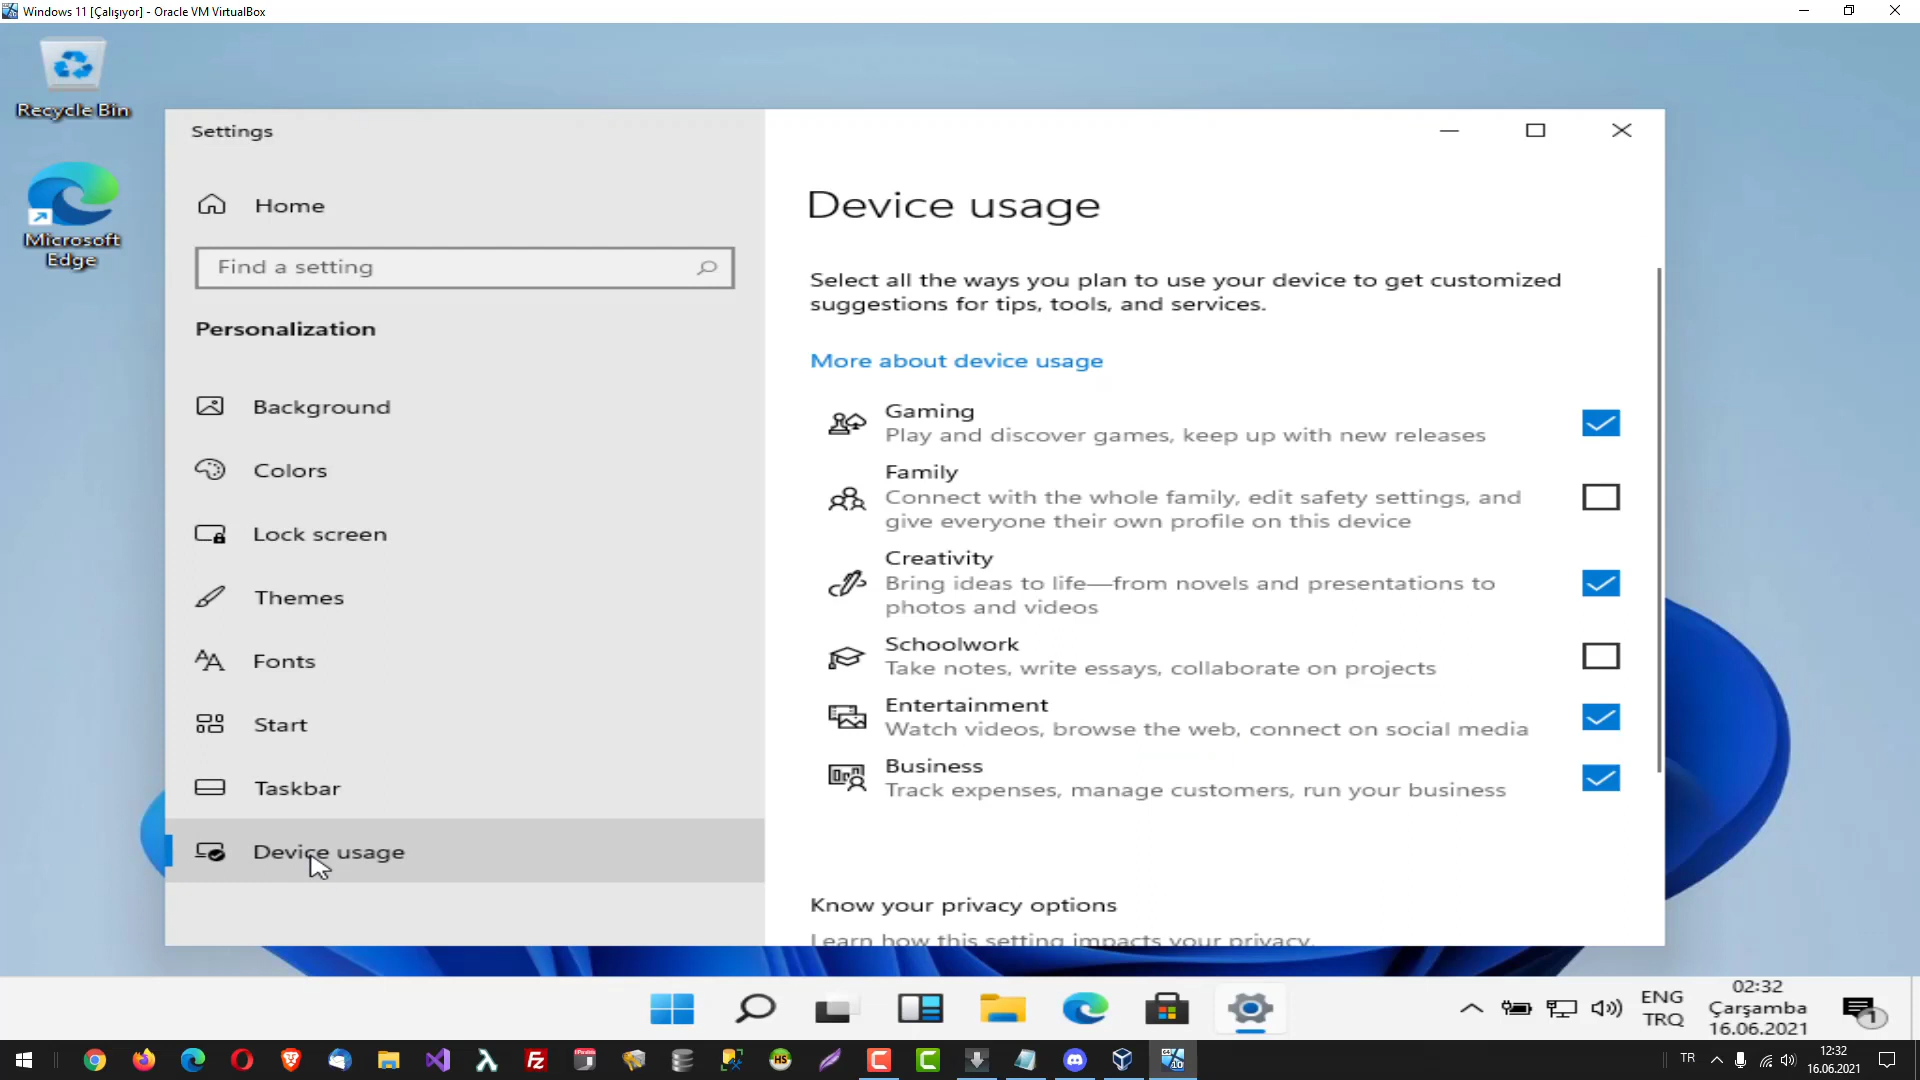 Windows 11 [Çalışıyor] - Oracle VM VirtualBox
Recycle Bin
Microsoft
Edge
Settings
Home
Find a setting
Personalization
Background
Colors
Lock screen
Themes
Fonts
Start
Taskbar
Device usage
Device usage
Select all the ways you plan to use your device to get customized
suggestions for tips, tools, and services.
More about device usage
Gaming
Play and discover games, keep up with new releases
Family
Connect with the whole family, edit safety settings, and
give everyone their own profile on this device
Creativity
Bring ideas to life—from novels and presentations to
photos and videos
Schoolwork
Take notes, write essays, collaborate on projects
Entertainment
Watch videos, browse the web, connect on social media
Business
Track expenses, manage customers, run your business
Know your privacy options
Learn how this setting impacts your privacy.
ENG
TRQ
02:32
Çarşamba
16.06.2021
1
TR
12:32
16.06.2021